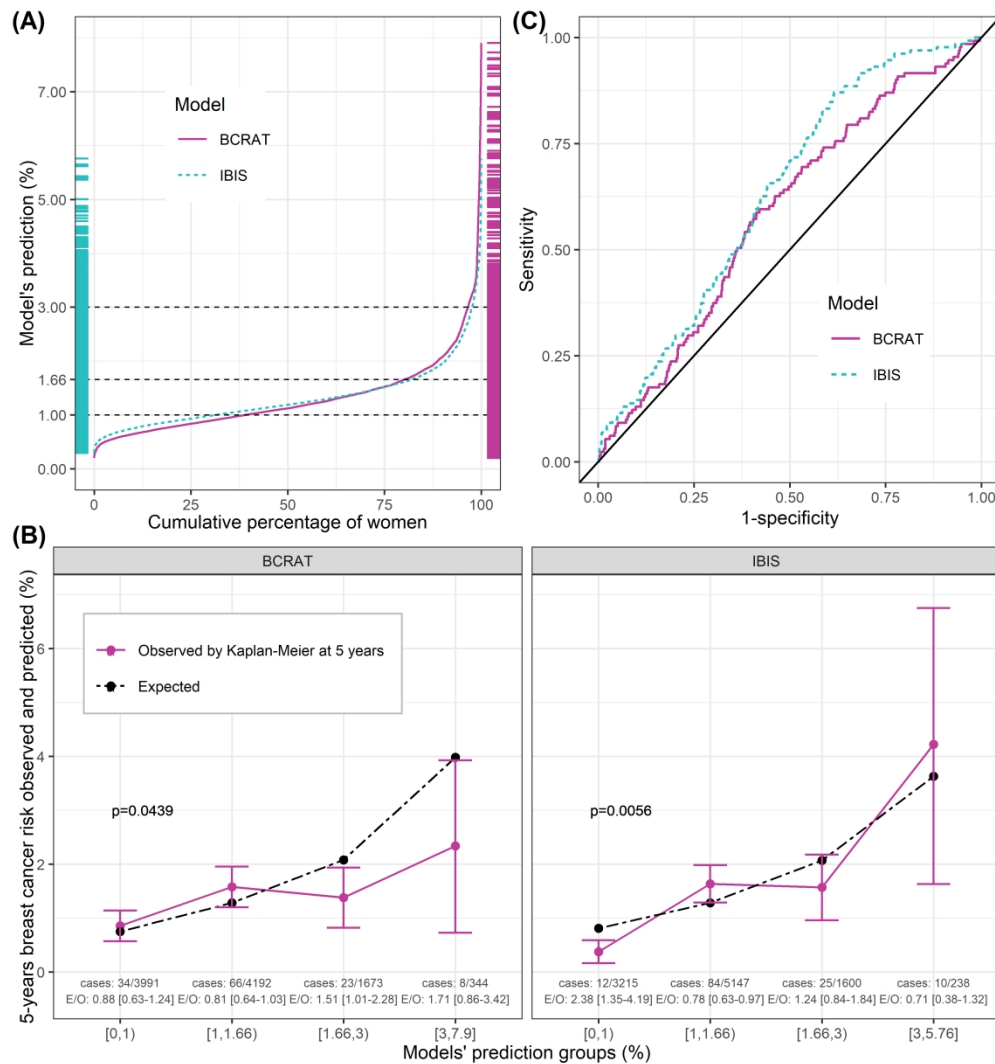 (A)
Model's prediction (%)
7.00
5.00
3.00
1.66
1.00
0.00
Model
BCRAT
IBIS
0
25
50
75
100
Cumulative percentage of women
(C)
Sensitivity
1.00
0.75
0.50
0.25
0.00
Model
BCRAT
IBIS
0.00
0.25
0.50
0.75
1.00
1-specificity
(B)
5-years breast cancer risk observed and predicted (%)
BCRAT
IBIS
6
4
2
0
Observed by Kaplan-Meier at 5 years
Expected
p=0.0439
p=0.0056
cases: 34/3991
E/O: 0.88 [0.63-1.24]
cases: 66/4192
E/O: 0.81 [0.64-1.03]
cases: 23/1673
E/O: 1.51 [1.01-2.28]
cases: 8/344
E/O: 1.71 [0.86-3.42]
cases: 12/3215
E/O: 2.38 [1.35-4.19]
cases: 84/5147
E/O: 0.78 [0.63-0.97]
cases: 25/1600
E/O: 1.24 [0.84-1.84]
cases: 10/238
E/O: 0.71 [0.38-1.32]
[0,1)
[1,1.66)
[1.66,3)
[3,7.9]
[0,1)
[1,1.66)
[1.66,3)
[3,5.76]
Models' prediction groups (%)